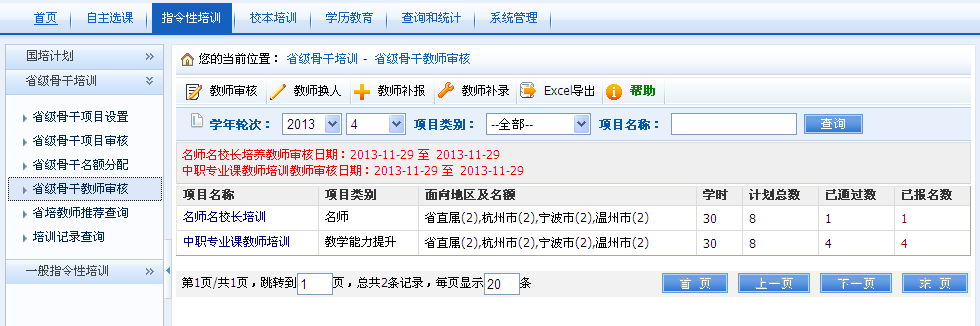 首页 自主选课 指令性培训 校本培训 学历教育 查询和统计 系统管理
国培计划
省级骨干培训
省级骨干项目设置
省级骨干项目审核
省级骨干名额分配
省级骨干教师审核
省培教师推荐查询
培训记录查询
一般指令性培训
您的当前位置： 省级骨干培训 - 省级骨干教师审核
教师审核 教师换人 教师补报 教师补录 Excel导出 帮助
学年轮次： 2013 4 项目类别： --全部-- 项目名称： 查询
名师名校长培养教师审核日期：2013-11-29 至 2013-11-29
中职专业课教师培训教师审核日期：2013-11-29 至 2013-11-29
项目名称 项目类别 面向地区及名额 学时 计划总数 已通过数 已报名数
名师名校长培训 名师 省直属(2),杭州市(2),宁波市(2),温州市(2) 30 8 1 1
中职专业课教师培训 教学能力提升 省直属(2),杭州市(2),宁波市(2),温州市(2) 30 8 4 4
第1页/共1页，跳转到 1 页，总共2条记录，每页显示 20 条 首 页 上一页 下一页 末 页